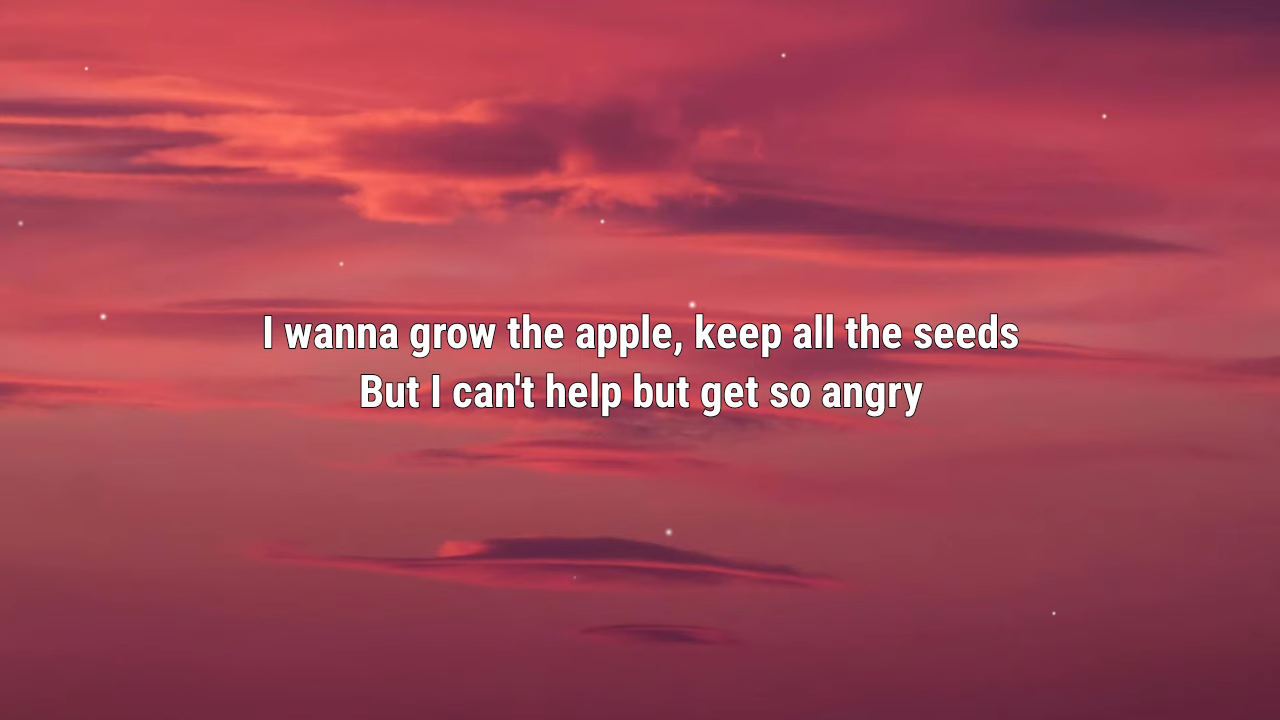 I wanna grow the apple, keep all the seeds
But I can't help but get so angry